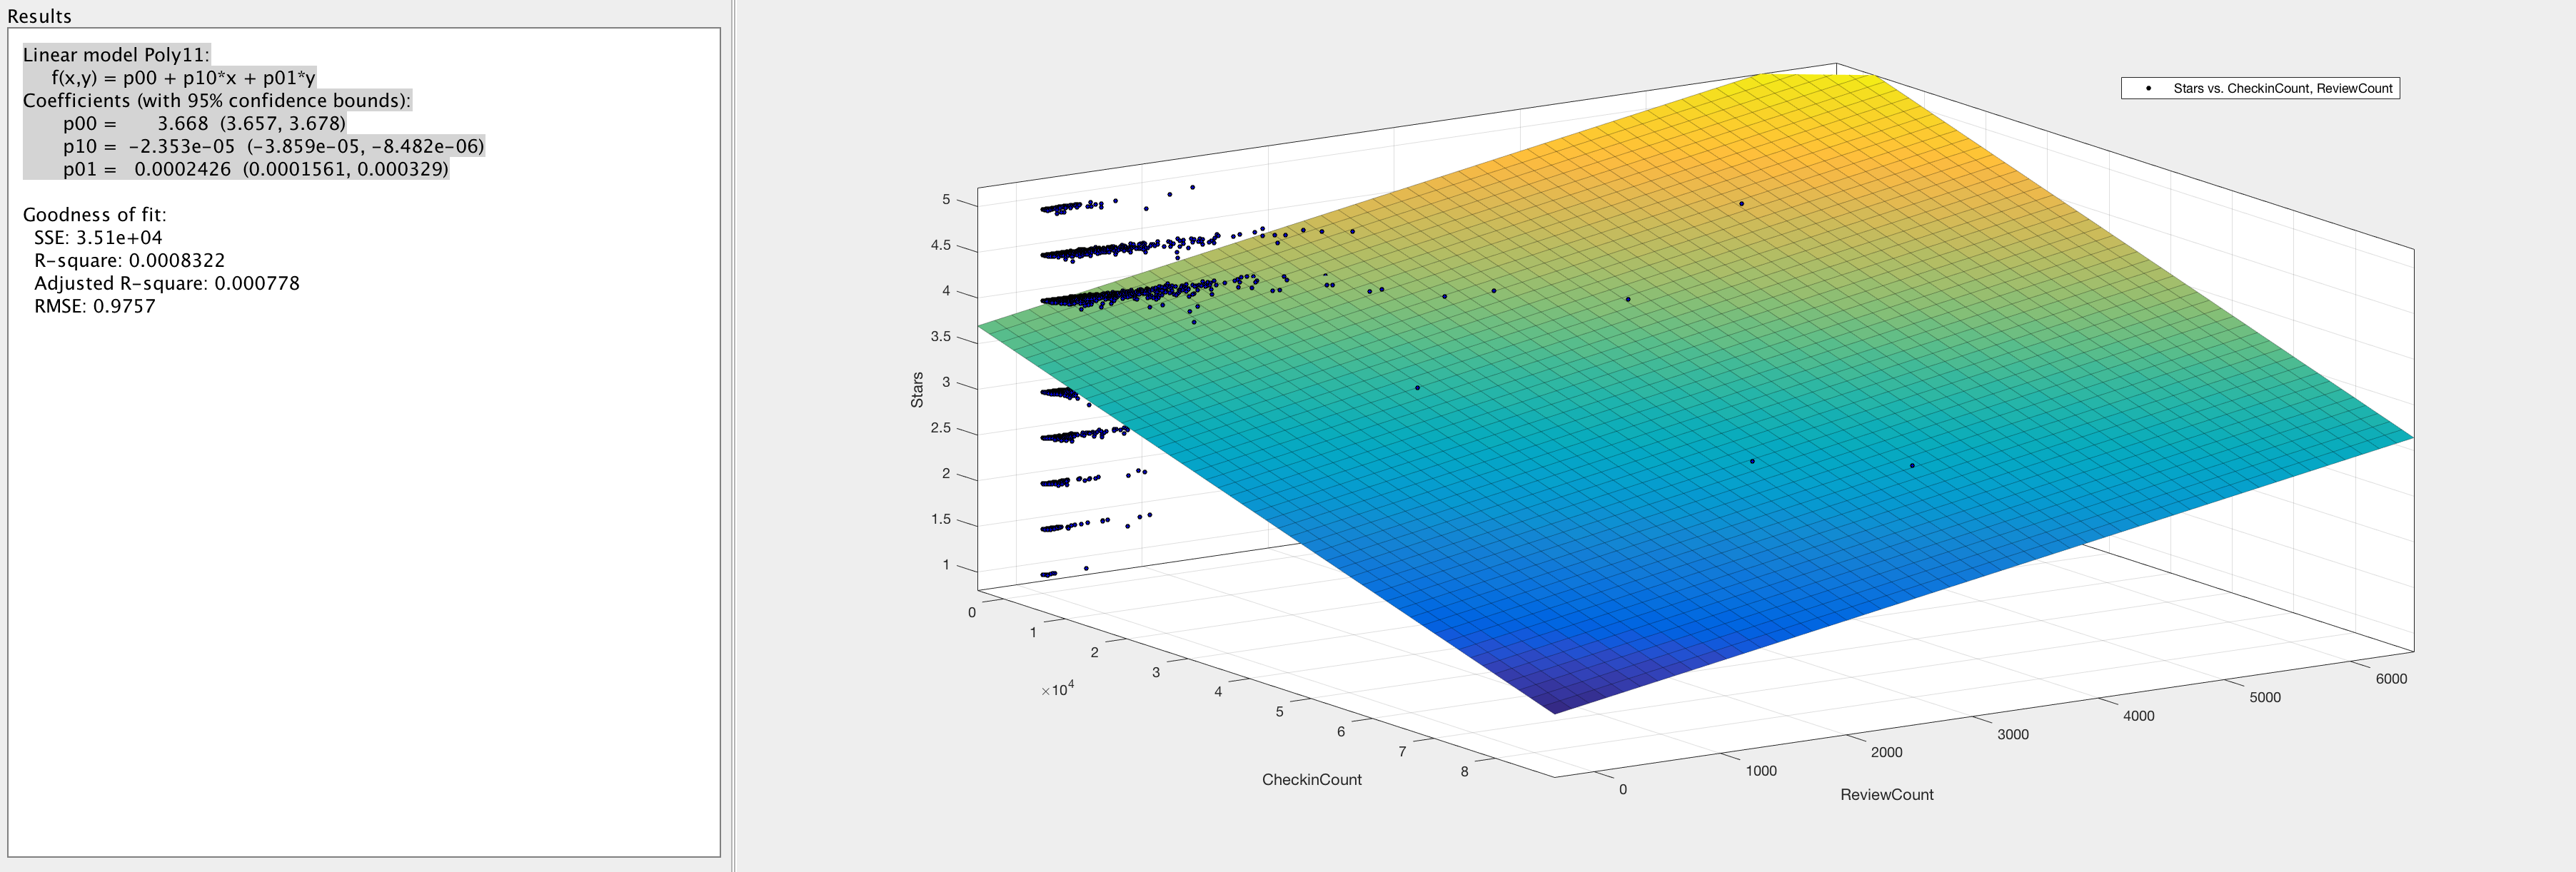 Results
Linear model Poly11:
f(x,y) = p00 + p10*x + p01*y
Coefficients (with 95% confidence bounds):
p00 = 3.668 (3.657, 3.678)
p10 = -2.353e-05 (-3.859e-05, -8.482e-06)
p01 = 0.0002426 (0.0001561, 0.000329)
Goodness of fit:
SSE: 3.51e+04
R-square: 0.0008322
Adjusted R-square: 0.000778
RMSE: 0.9757
Stars vs. CheckinCount, ReviewCount
5
4.5
4
3.5
3
2.5
2
1.5
1
Stars
0
1
2
3
4
5
6
7
8
×10^4
CheckinCount
0
1000
2000
3000
4000
5000
6000
ReviewCount